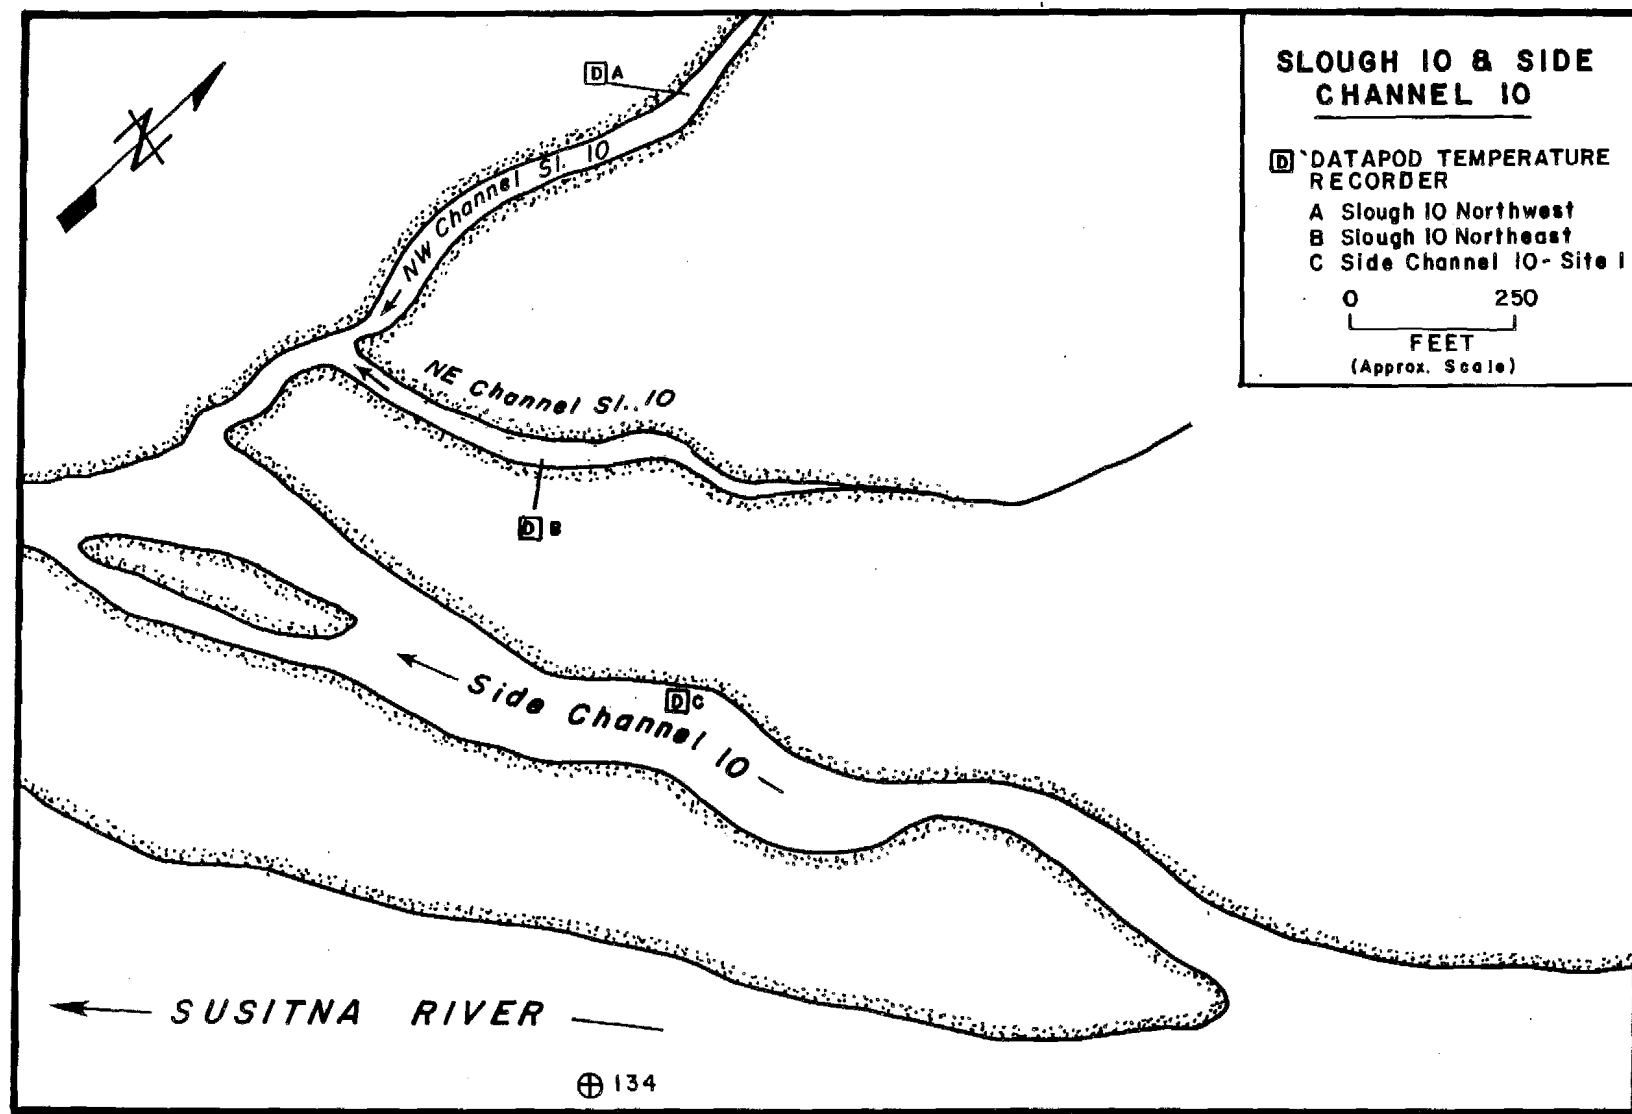 SLOUGH 10 & SIDE
CHANNEL 10
D DATAPOD TEMPERATURE
RECORDER
A Slough 10 Northwest
B Slough 10 Northeast
C Side Channel 10- Site 1
0 250
FEET
(Approx. Scale)
N
D A
NW Channel Sl. 10
NE Channel Sl. 10
D B
D C
Side Channel 10
SUSITNA RIVER
134